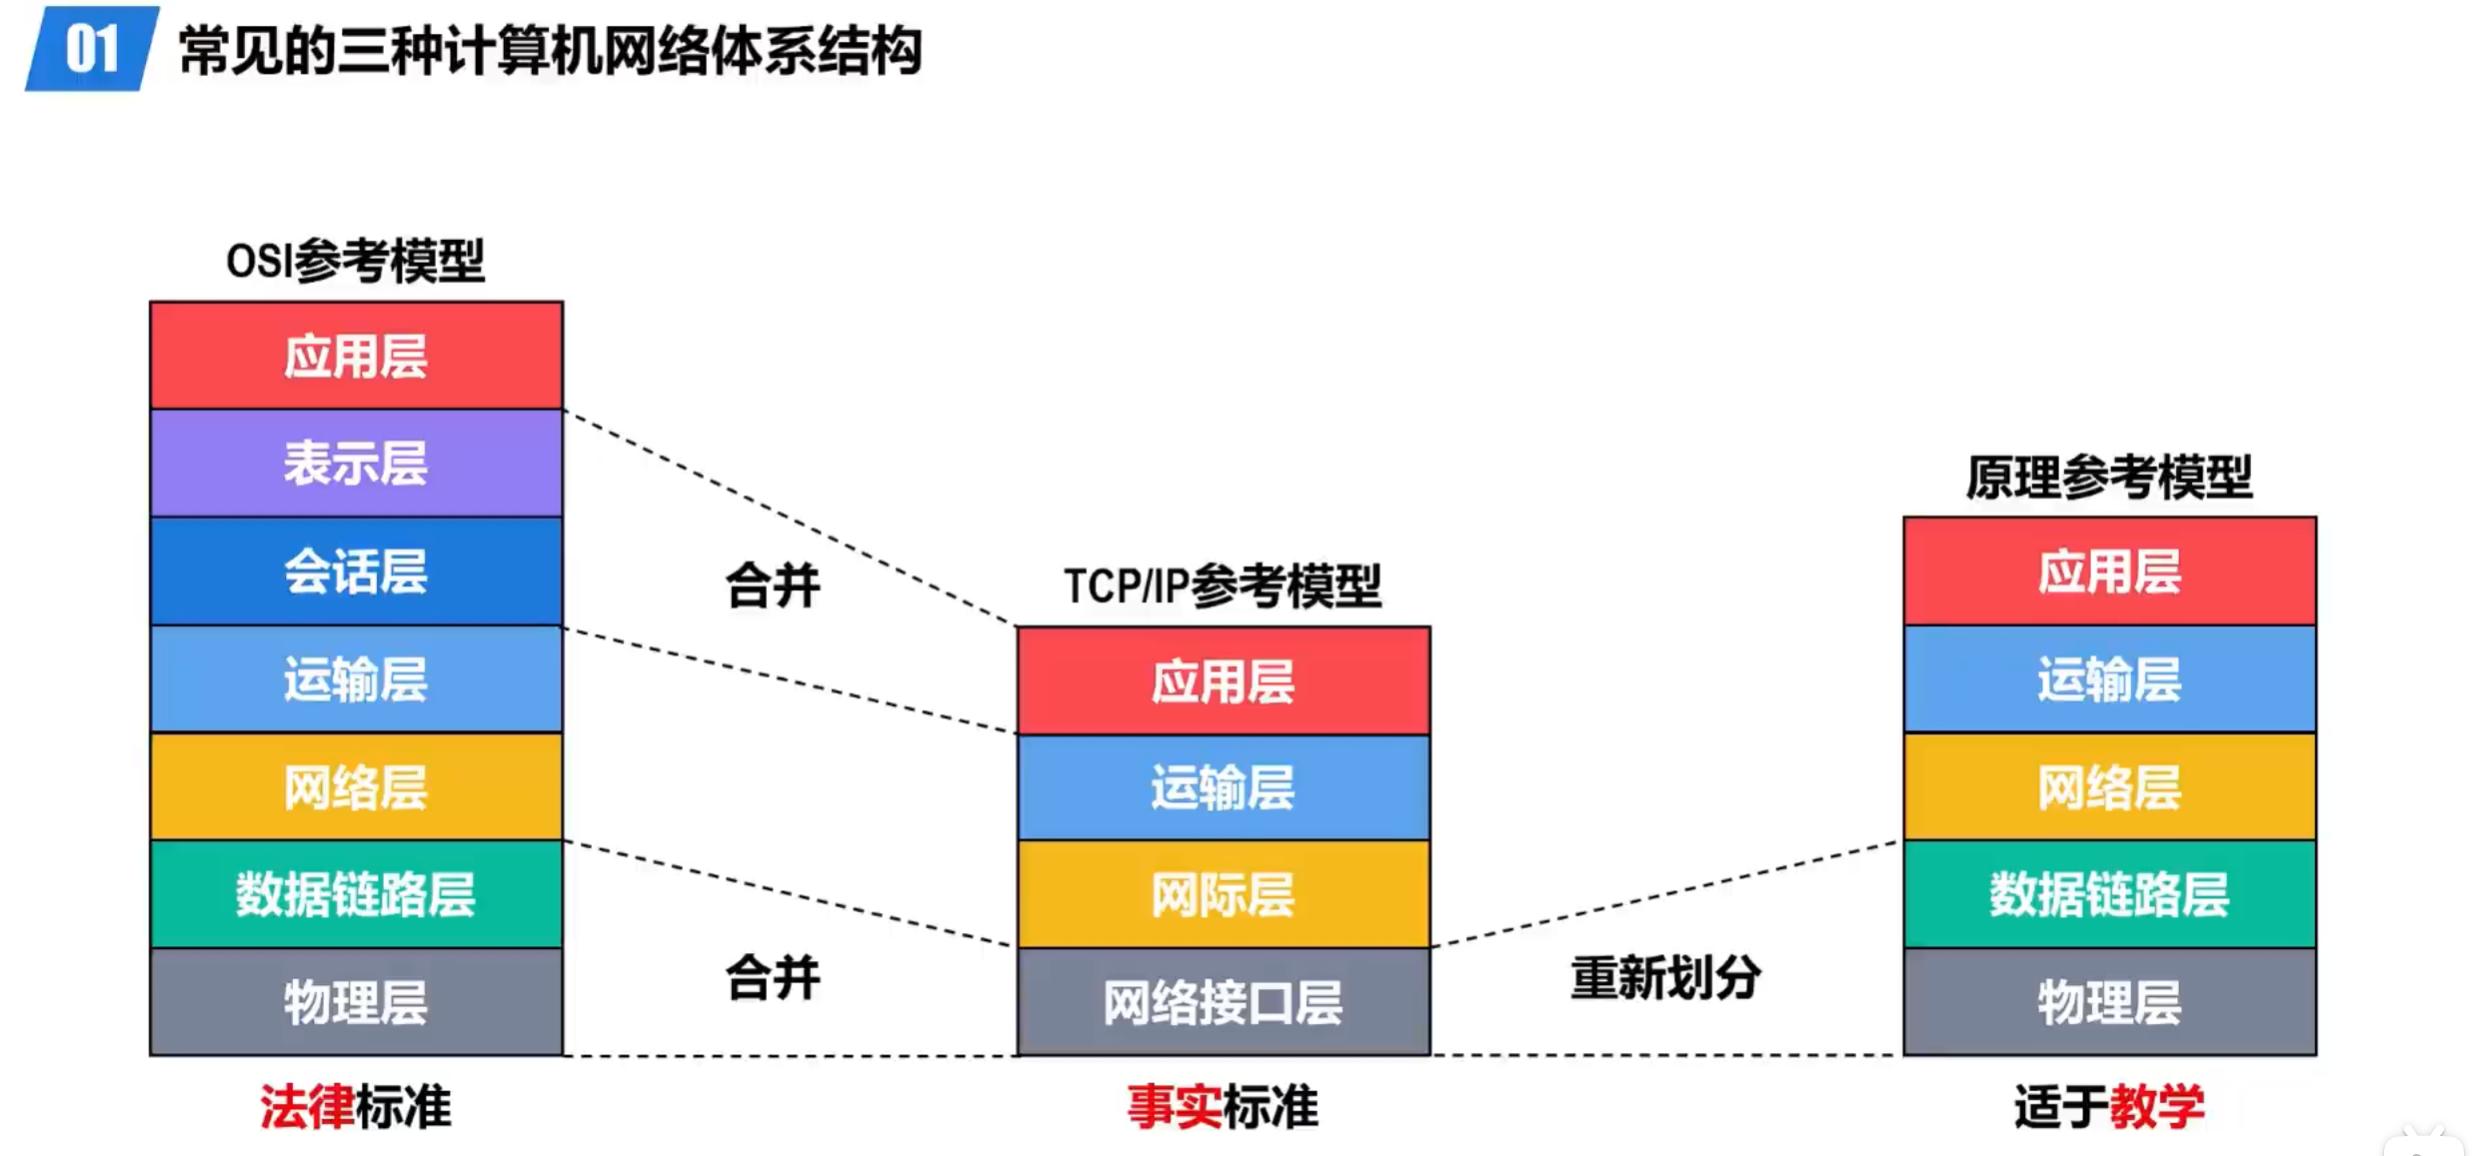 01 常见的三种计算机网络体系结构
OSI参考模型
应用层
表示层
会话层
运输层
网络层
数据链路层
物理层
法律标准
合并
合并
TCP/IP参考模型
应用层
运输层
网际层
网络接口层
事实标准
重新划分
原理参考模型
应用层
运输层
网络层
数据链路层
物理层
适于教学